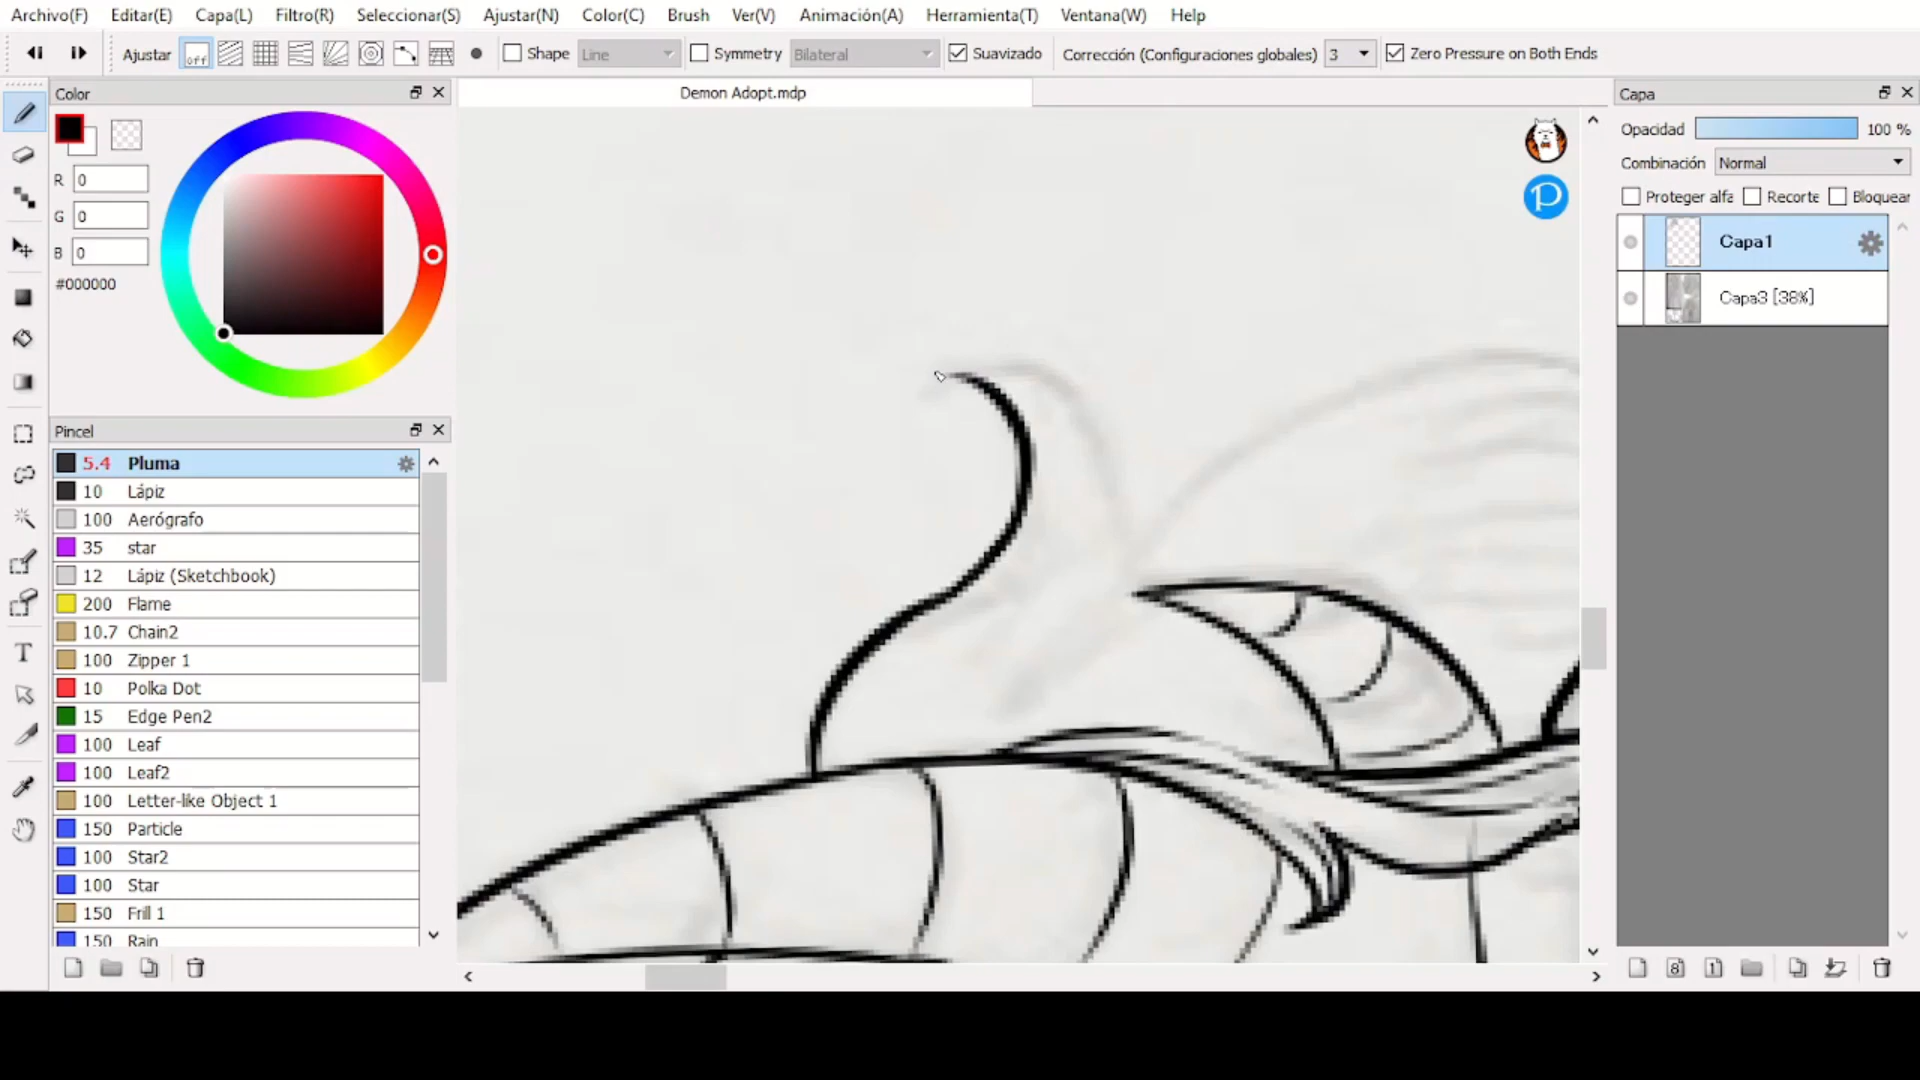 Archivo(F) Editar(E) Capa(L) Filtro(R) Seleccionar(S) Ajustar(N) Color(C) Brush Ver(V) Animación(A) Herramienta(T) Ventana(W) Help
Ajustar off Shape Line Symmetry Bilateral Suavizado Corrección (Configuraciones globales) 3 Zero Pressure on Both Ends
Color
R 0
G 0
B 0
#000000
Pincel
5.4 Pluma
10 Lápiz
100 Aerógrafo
35 star
12 Lápiz (Sketchbook)
200 Flame
10.7 Chain2
100 Zipper 1
10 Polka Dot
15 Edge Pen2
100 Leaf
100 Leaf2
100 Letter-like Object 1
150 Particle
100 Star2
100 Star
150 Frill 1
150 Rain
Demon Adopt.mdp
Capa
Opacidad 100 %
Combinación Normal
Proteger alfa Recorte Bloquear
Capa1
Capa3 [38%]